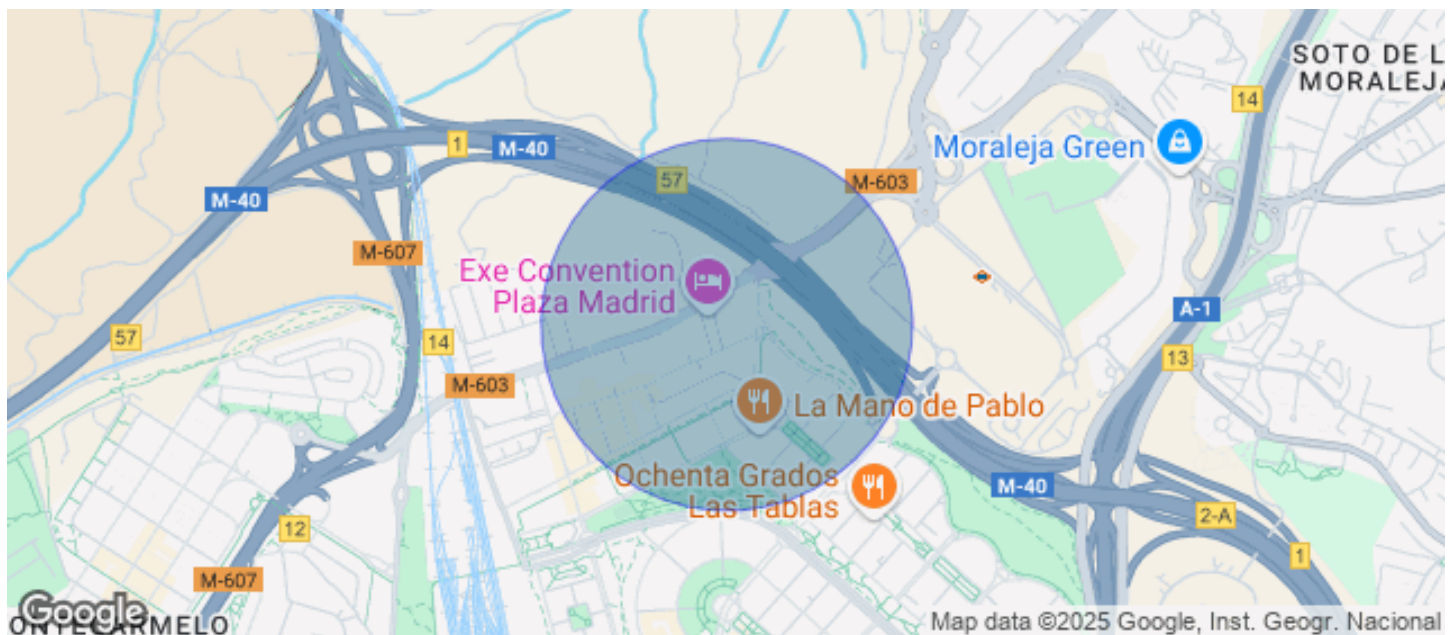 SOTO DE L
MORALEJA
14
Moraleja Green
1
M-40
57
M-603
M-40
M-607
Exe Convention
Plaza Madrid
A-1
57
14
13
M-603
La Mano de Pablo
Ochenta Grados
Las Tablas
M-40
2-A
12
1
M-607
Google
ONTECARMELO
Map data ©2025 Google, Inst. Geogr. Nacional